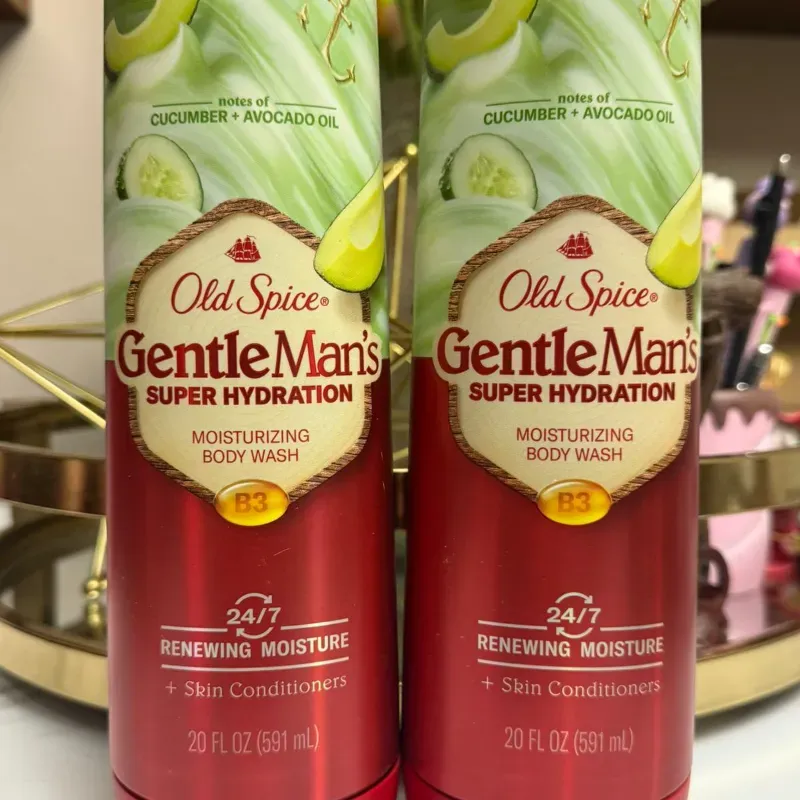 notes of
CUCUMBER + AVOCADO OIL
Old Spice®
GentleMan's
SUPER HYDRATION
MOISTURIZING
BODY WASH
B3
24/7
RENEWING MOISTURE
+ Skin Conditioners
20 FL OZ (591 mL)
notes of
CUCUMBER + AVOCADO OIL
Old Spice®
GentleMan's
SUPER HYDRATION
MOISTURIZING
BODY WASH
B3
24/7
RENEWING MOISTURE
+ Skin Conditioners
20 FL OZ (591 mL)